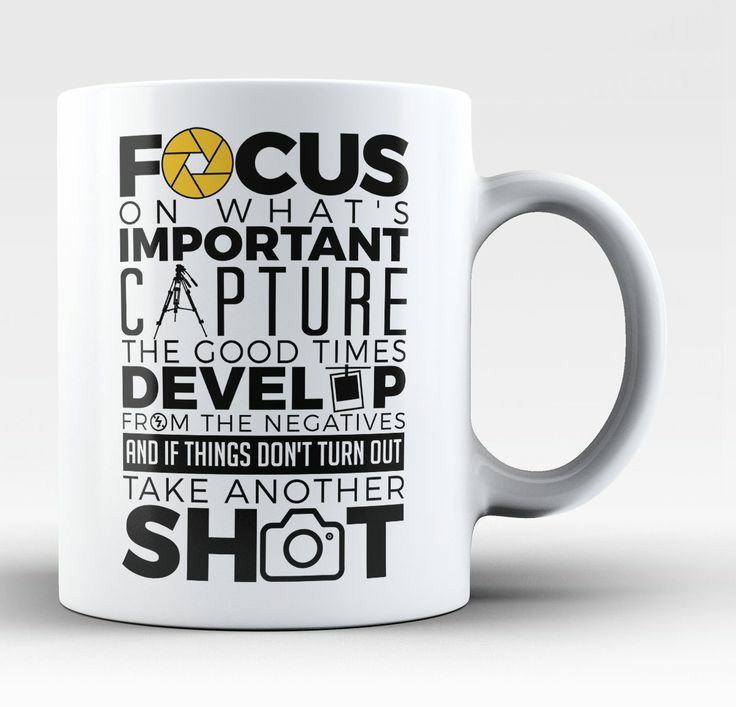 FOCUS
ON WHAT'S
IMPORTANT
CAPTURE
THE GOOD TIMES
DEVELOP
FROM THE NEGATIVES
AND IF THINGS DON'T TURN OUT
TAKE ANOTHER
SHOT